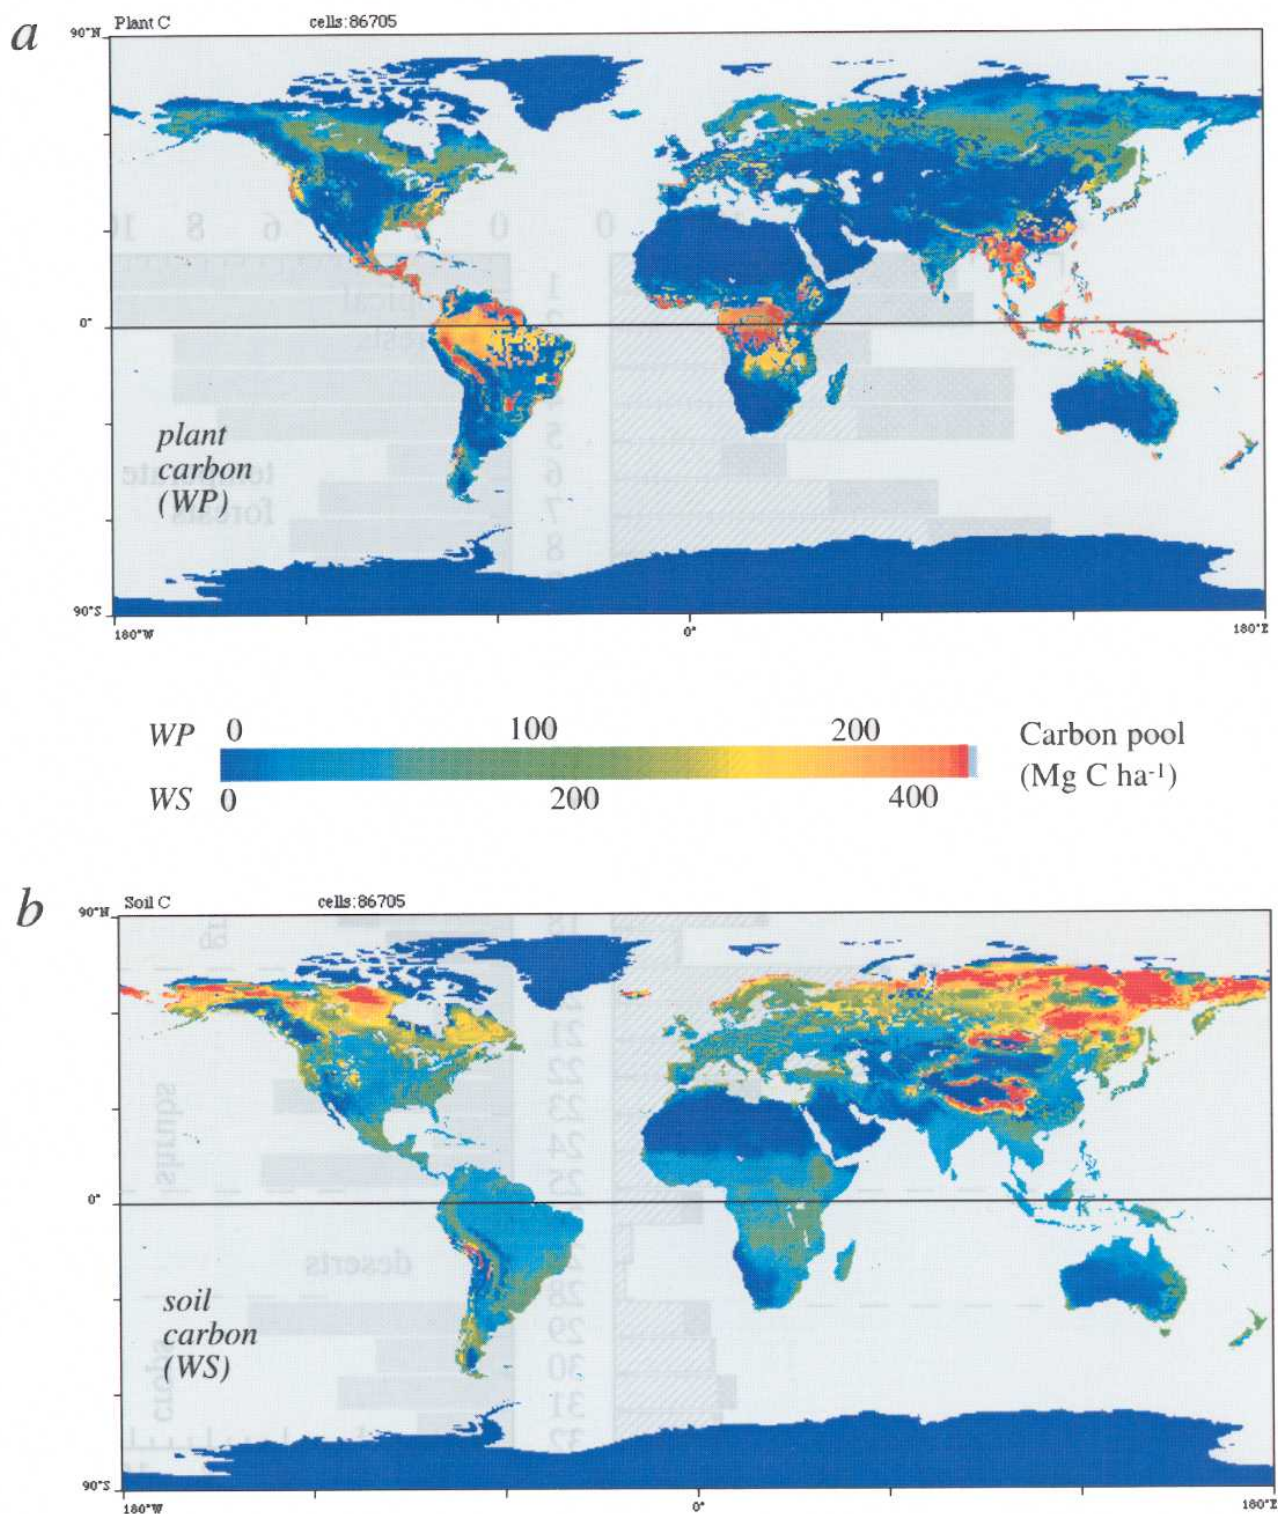 a
Plant C cells:86705
90°N
0°
plant
carbon
(WP)
90°S
180°W 0° 180°E
WP 0 100 200 Carbon pool
(Mg C ha-1)
WS 0 200 400
b
Soil C cells:86705
90°N
0°
soil
carbon
(WS)
90°S
180°W 0° 180°E